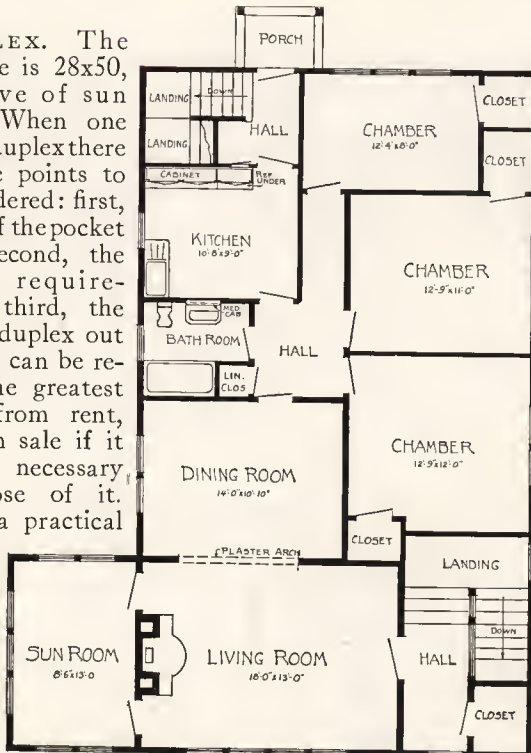 LEX. The
e is 28x50,
ve of sun
When one
duplex there
e points to
dered: first,
f the pocket
econd, the
require-
third, the
duplex out
can be re-
he greatest
from rent,
n sale if it
necessary
ose of it.
a practical
PORCH
LANDING
DOWN
LANDING
HALL
CHAMBER
12'-4"x8'-0"
CLOSET
CLOSET
CABINET
REF
UNDER
KITCHEN
10'-8"x9'-0"
CHAMBER
12'-9"x11'-0"
MED
CAB
BATH ROOM
HALL
LIN.
CLOS
DINING ROOM
14'-0"x10'-10"
CHAMBER
12'-9"x12'-0"
CLOSET
PLASTER ARCH
LANDING
DOWN
SUN ROOM
8'-6"x13'-0
LIVING ROOM
18'-0"x13'-0"
HALL
CLOSET